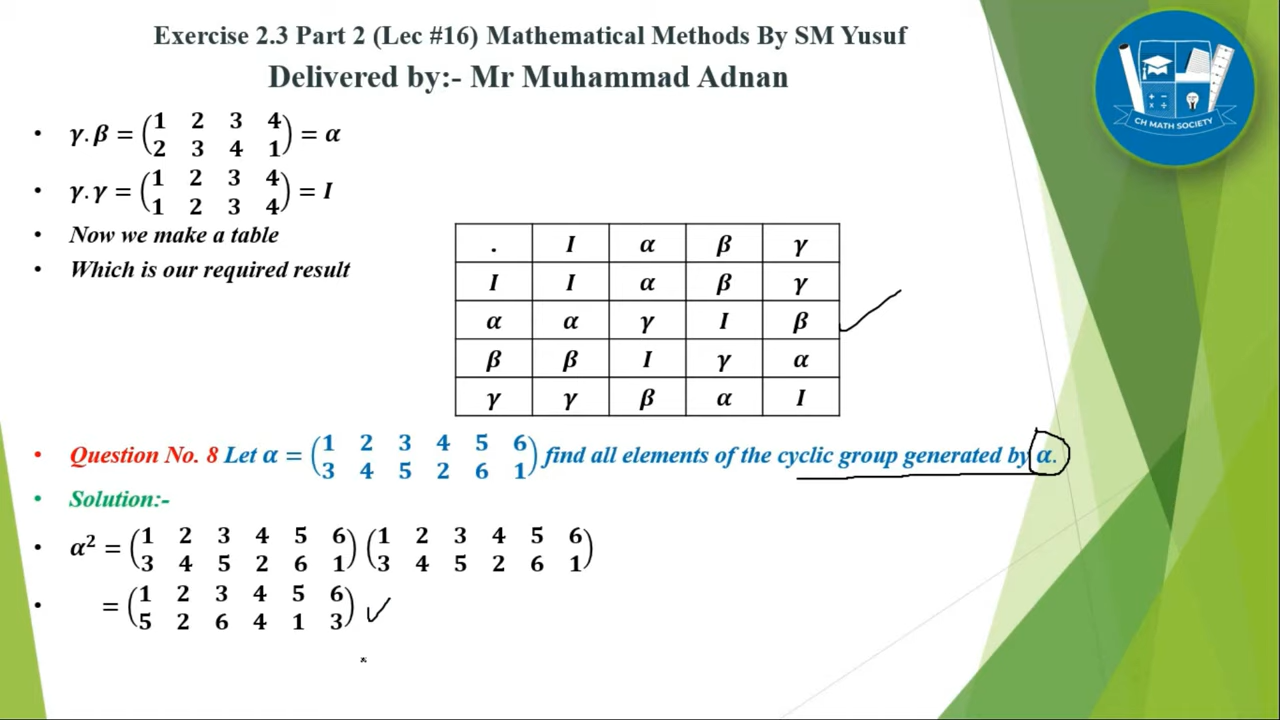 Exercise 2.3 Part 2 (Lec #16) Mathematical Methods By SM Yusuf
Delivered by:- Mr Muhammad Adnan
CH MATH SOCIETY
• γ.β = (1 2 3 4
2 3 4 1) = α
• γ.γ = (1 2 3 4
1 2 3 4) = I
• Now we make a table
• Which is our required result
. I α β γ
I I α β γ
α α γ I β
β β I γ α
γ γ β α I
• Question No. 8 Let α = (1 2 3 4 5 6
3 4 5 2 6 1) find all elements of the cyclic group generated by α.
• Solution:-
• α² = (1 2 3 4 5 6
3 4 5 2 6 1) (1 2 3 4 5 6
3 4 5 2 6 1)
• = (1 2 3 4 5 6
5 2 6 4 1 3)